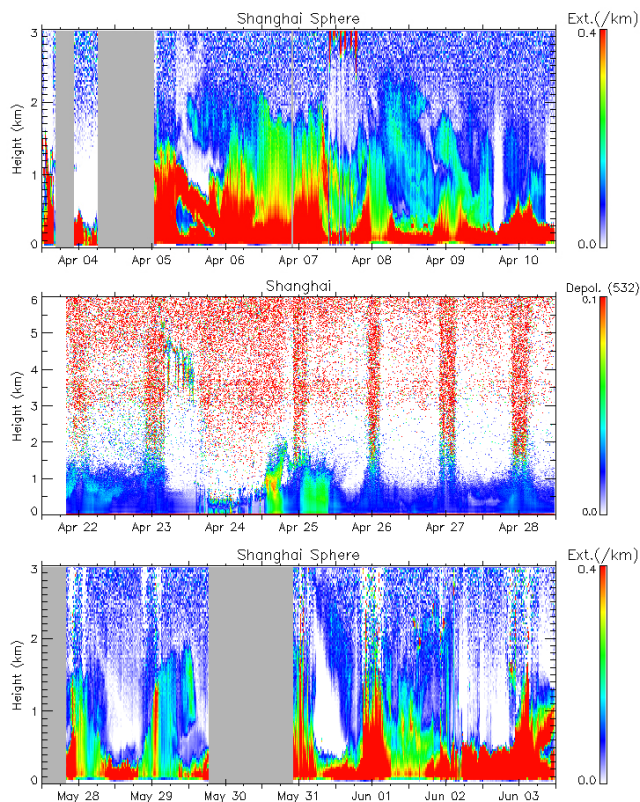 Shanghai Sphere
Ext.(/km)
3
0.4
2
Height (km)
1
0
0.0
Apr 04 Apr 05 Apr 06 Apr 07 Apr 08 Apr 09 Apr 10
Shanghai
Depol. (532)
6
0.1
5
4
Height (km)
3
2
1
0
0.0
Apr 22 Apr 23 Apr 24 Apr 25 Apr 26 Apr 27 Apr 28
Shanghai Sphere
Ext.(/km)
3
0.4
2
Height (km)
1
0
0.0
May 28 May 29 May 30 May 31 Jun 01 Jun 02 Jun 03